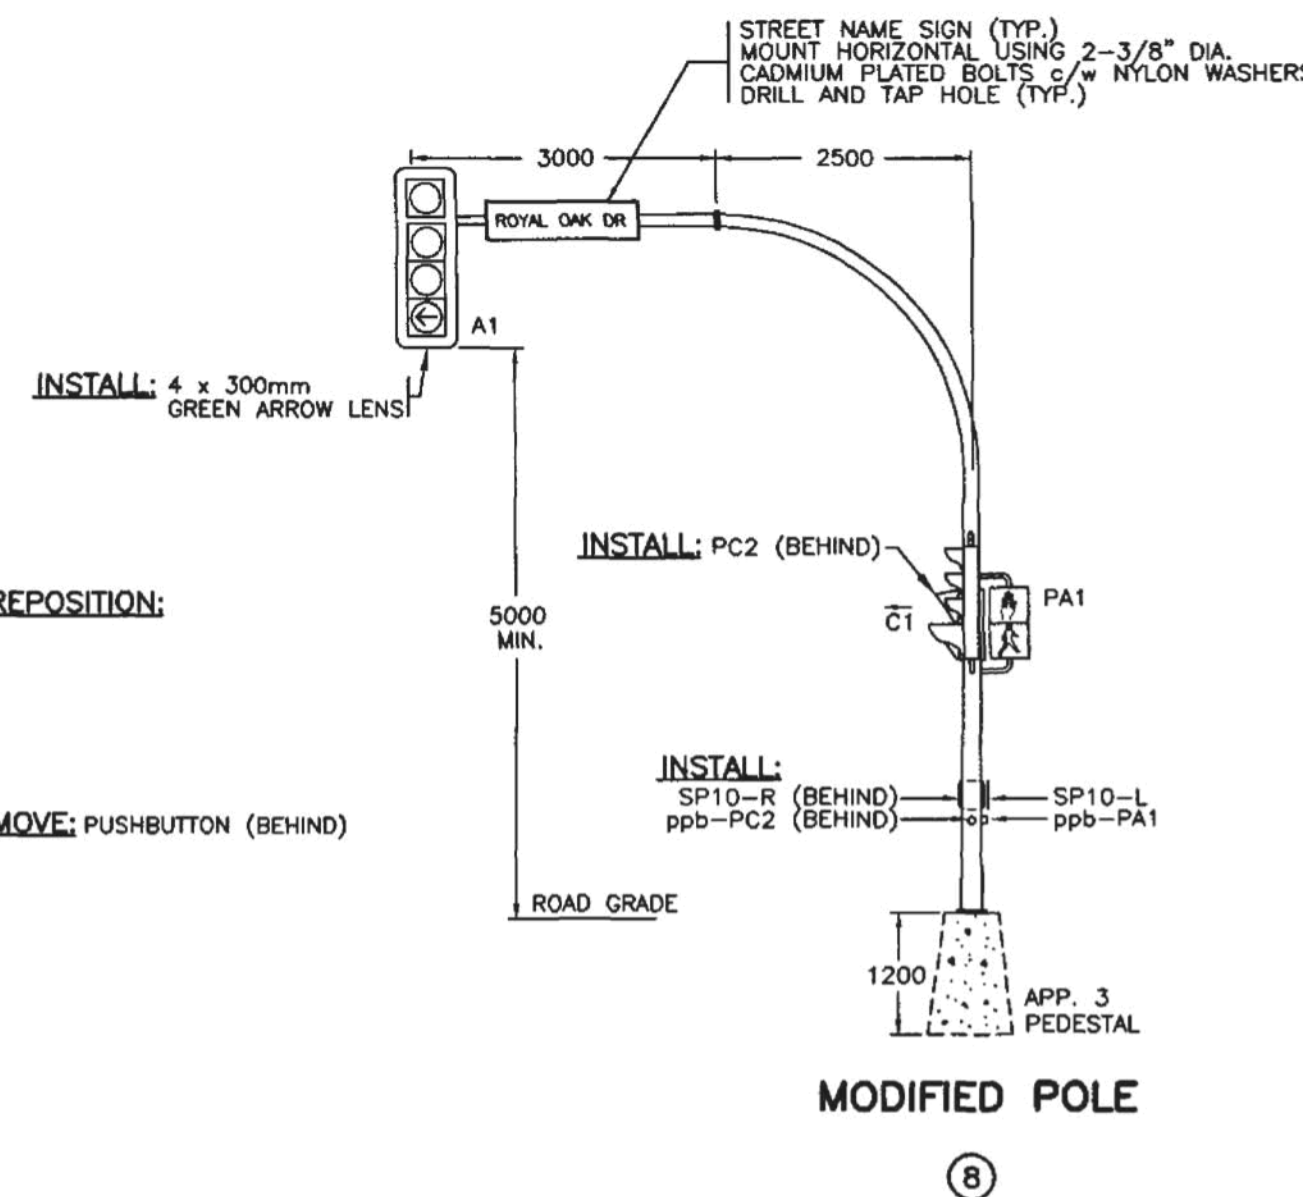 STREET NAME SIGN (TYP.)
MOUNT HORIZONTAL USING 2-3/8" DIA.
CADMIUM PLATED BOLTS c/w NYLON WASHERS
DRILL AND TAP HOLE (TYP.)
3000
2500
ROYAL OAK DR
A1
INSTALL: 4 x 300mm
GREEN ARROW LENS
INSTALL: PC2 (BEHIND)
C1
PA1
REPOSITION:
5000
MIN.
INSTALL:
SP10-R (BEHIND)
SP10-L
ppb-PC2 (BEHIND)
ppb-PA1
MOVE: PUSHBUTTON (BEHIND)
ROAD GRADE
1200
APP. 3
PEDESTAL
MODIFIED POLE
8